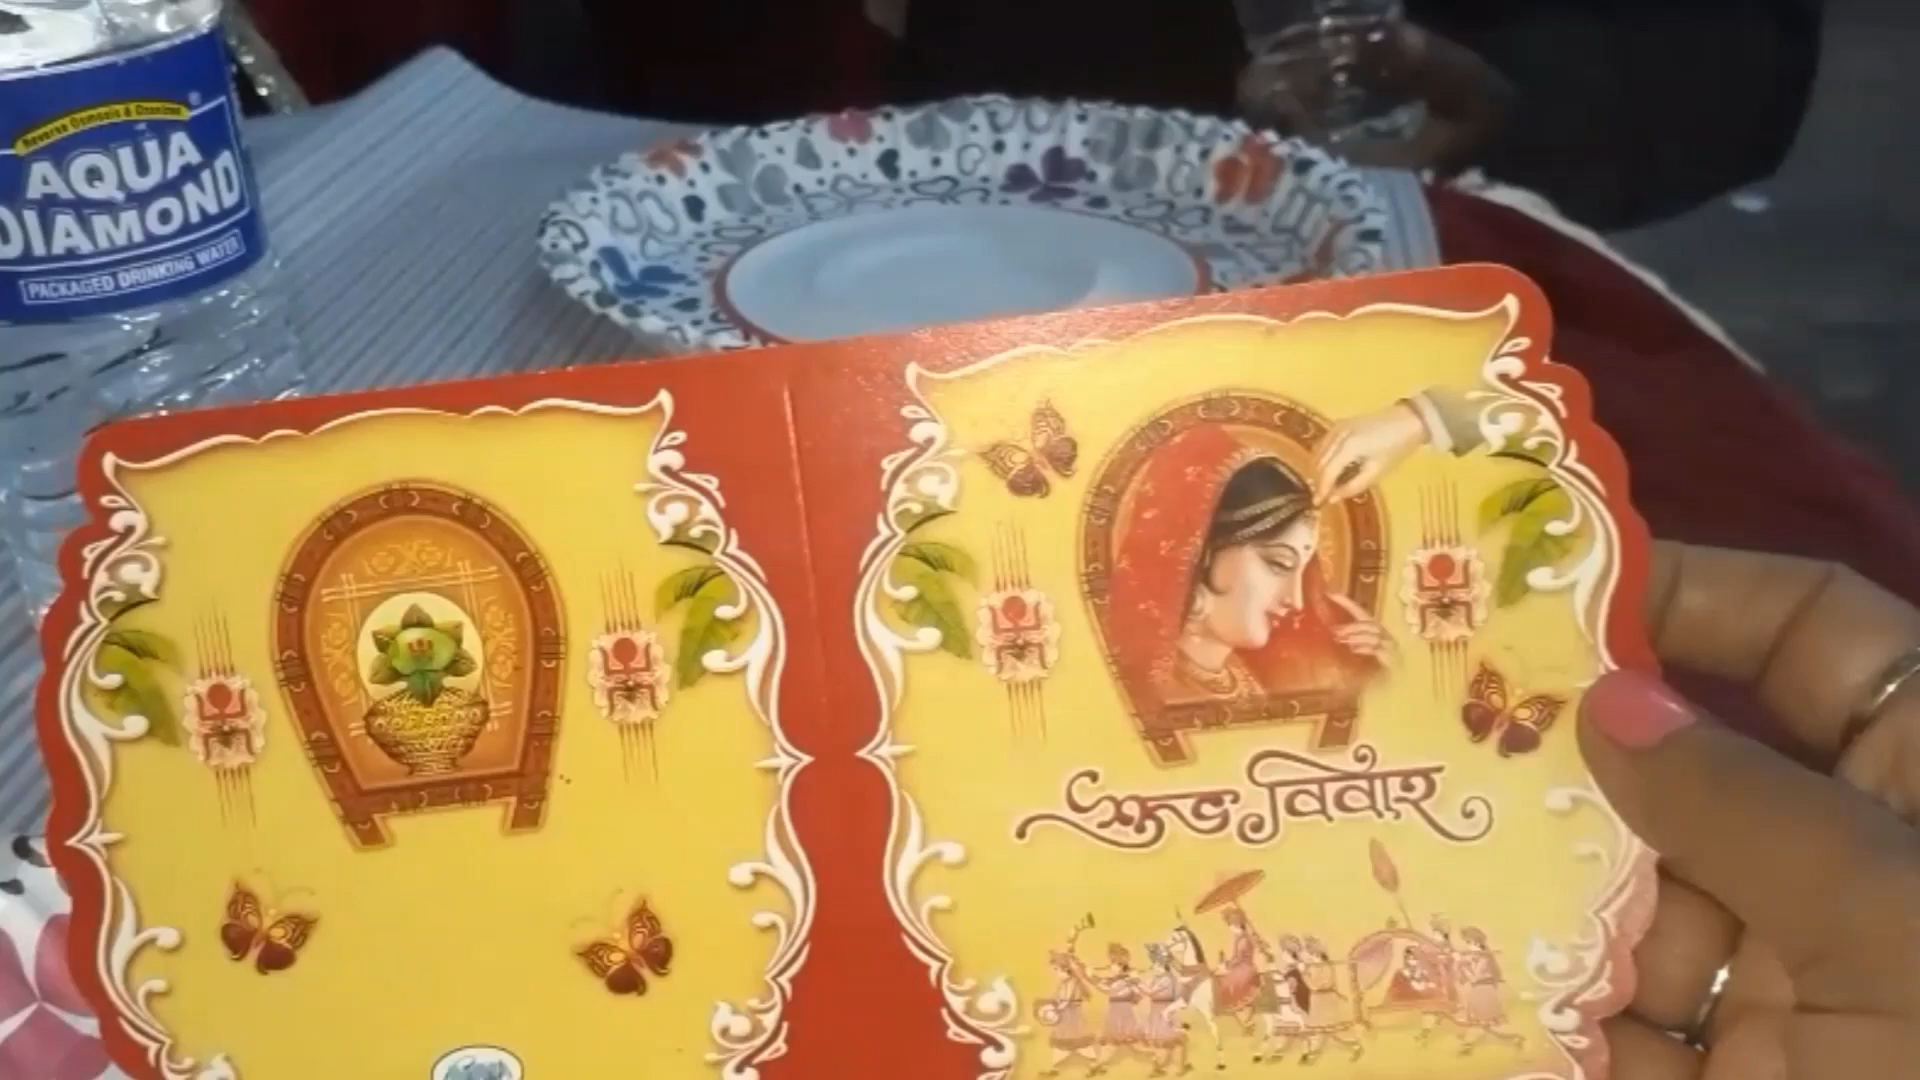 Reverse Osmosis & Ozonized
AQUA
DIAMOND
PACKAGED DRINKING WATER
शुभ विवाह